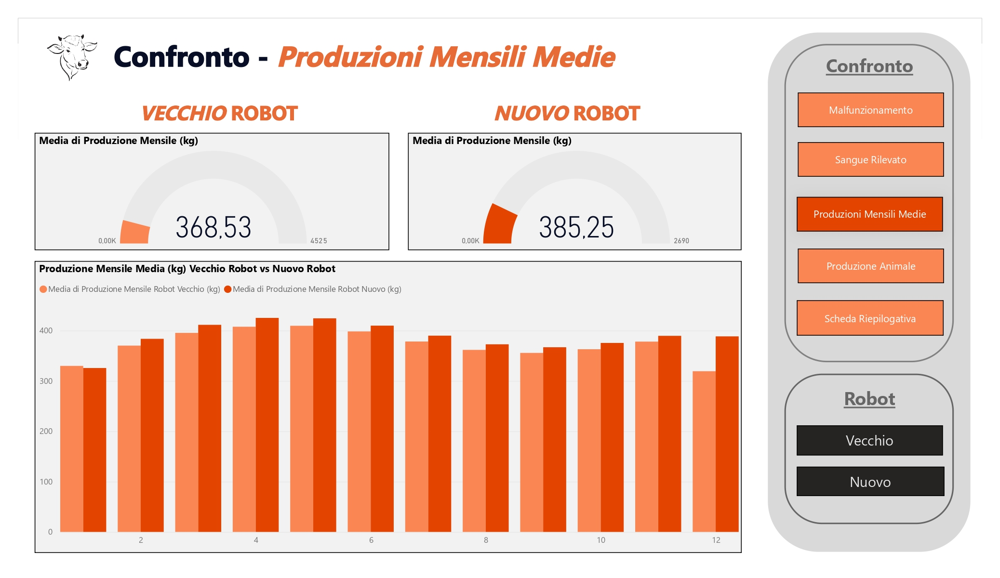 Confronto - Produzioni Mensili Medie
VECCHIO ROBOT
NUOVO ROBOT
Media di Produzione Mensile (kg)
368,53
0,00K
4525
Media di Produzione Mensile (kg)
385,25
0,00K
2690
Produzione Mensile Media (kg) Vecchio Robot vs Nuovo Robot
Media di Produzione Mensile Robot Vecchio (kg) Media di Produzione Mensile Robot Nuovo (kg)
400
300
200
100
0
2 4 6 8 10 12
Confronto
Malfunzionamento
Sangue Rilevato
Produzioni Mensili Medie
Produzione Animale
Scheda Riepilogativa
Robot
Vecchio
Nuovo